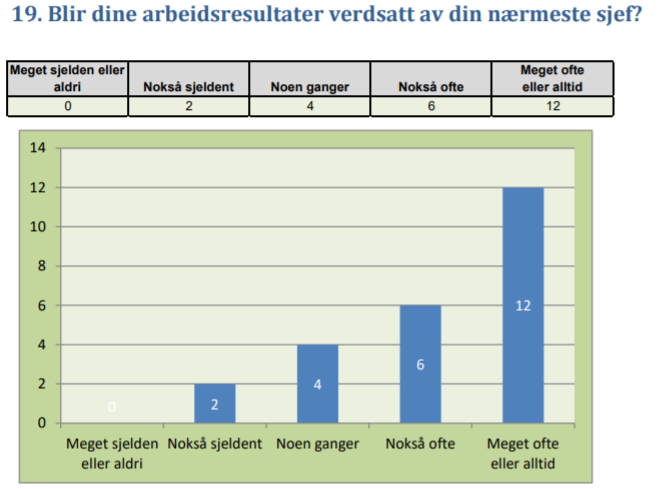 19. Blir dine arbeidsresultater verdsatt av din nærmeste sjef?
Meget sjelden eller aldri
Nokså sjeldent
Noen ganger
Nokså ofte
Meget ofte eller alltid
0 2 4 6 12
14
12
10
8
6
4
2
0
0
2
4
6
12
Meget sjelden eller aldri
Nokså sjeldent
Noen ganger
Nokså ofte
Meget ofte eller alltid